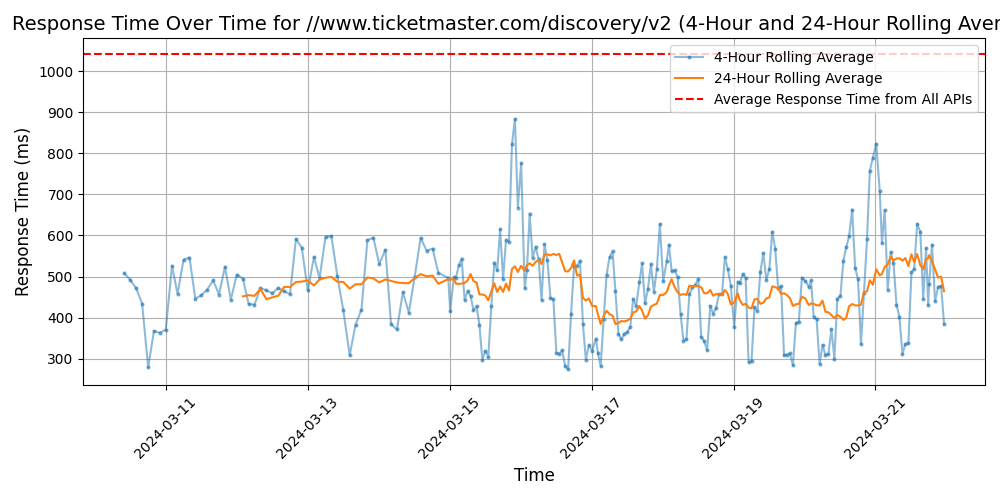 Response Time Over Time for //www.ticketmaster.com/discovery/v2 (4-Hour and 24-Hour Rolling Aver
4-Hour Rolling Average
24-Hour Rolling Average
Average Response Time from All APIs
Response Time (ms)
1000
900
800
700
600
500
400
300
2024-03-11
2024-03-13
2024-03-15
2024-03-17
2024-03-19
2024-03-21
Time